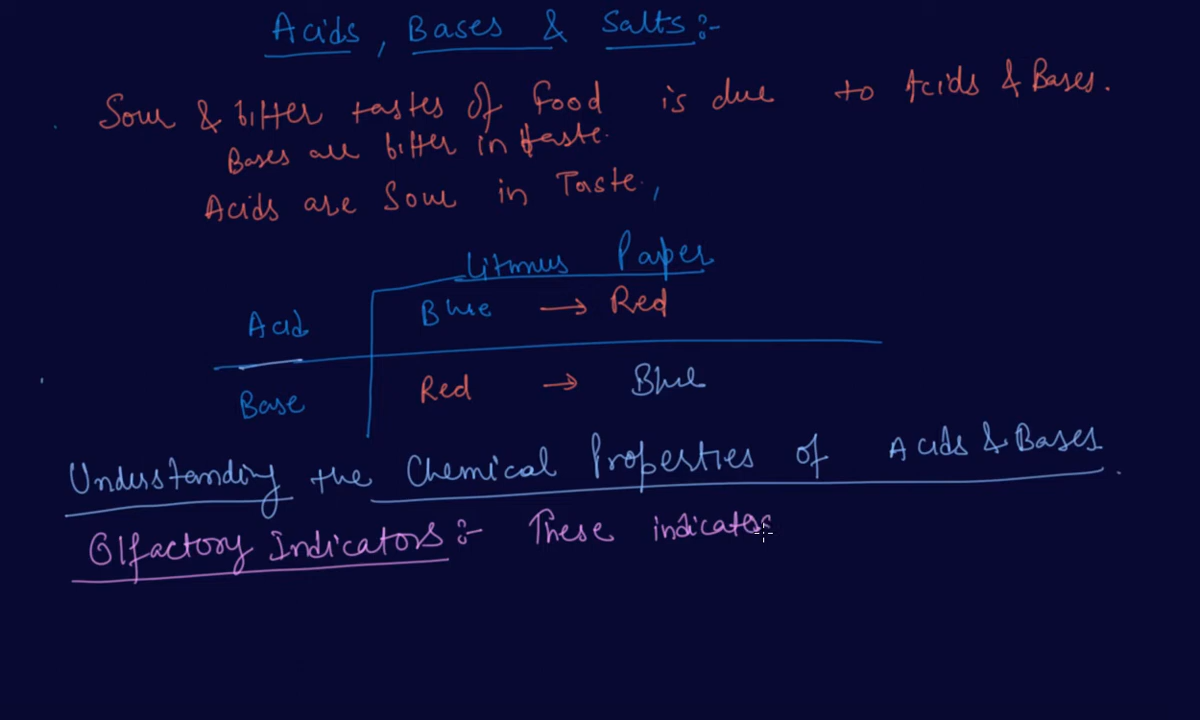 Acids, Bases & Salts :-
Sour & bitter tastes of food is due to Acids & Bases.
Bases are bitter in taste.
Acids are Sour in Taste,
Litmus Paper
Acid Blue → Red
Base Red → Blue
Understanding the Chemical Properties of Acids & Bases
Olfactory Indicators :- These indicators